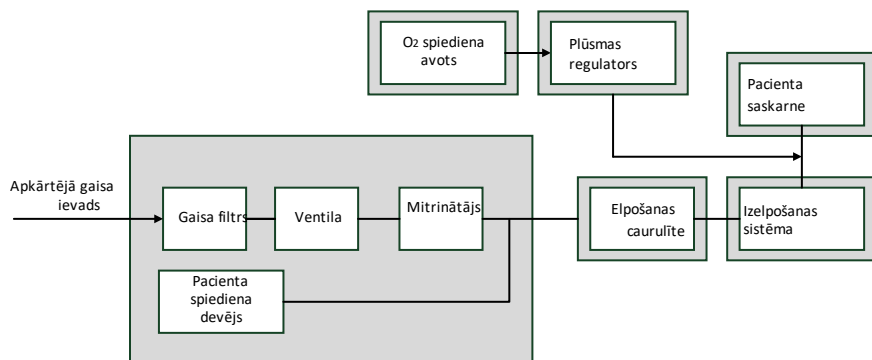 O2 spiediena
avots
Plūsmas
regulators
Pacienta
saskarne
Apkārtējā gaisa
ievads
Gaisa filtrs
Ventila
Mitrinātājs
Elpošanas
caurulīte
Izelpošanas
sistēma
Pacienta
spiediena
devējs